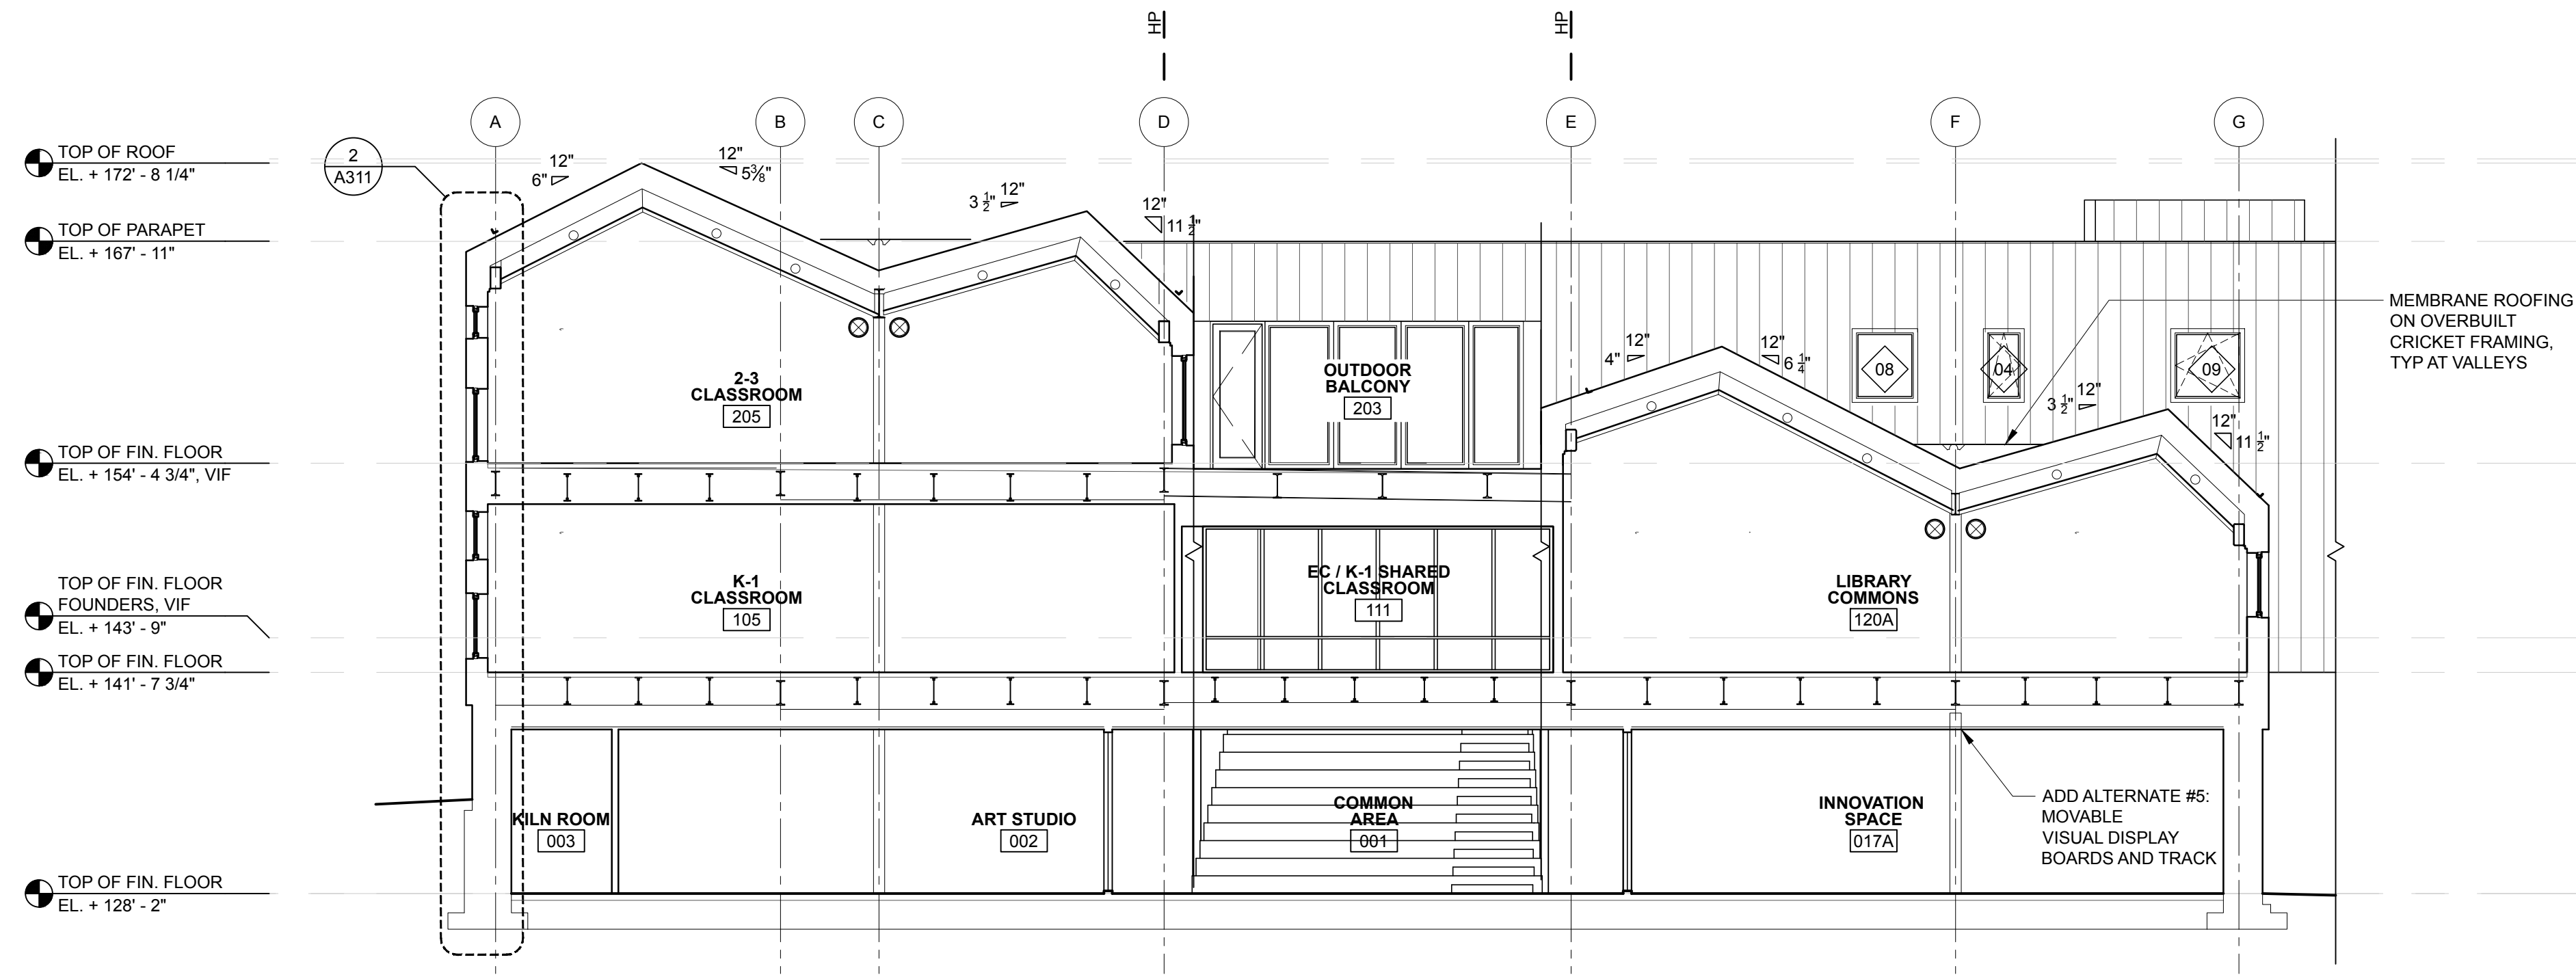 HP
HP
A
B
C
D
E
F
G
TOP OF ROOF
EL. + 172' - 8 1/4"
2
A311
12"
6"
12"
5⅜"
12"
3 1/2"
12"
11 1/2"
TOP OF PARAPET
EL. + 167' - 11"
MEMBRANE ROOFING
ON OVERBUILT
CRICKET FRAMING,
TYP AT VALLEYS
12"
4"
12"
6 1/4"
08
04
09
12"
3 1/2"
12"
11 1/2"
2-3
CLASSROOM
205
OUTDOOR
BALCONY
203
TOP OF FIN. FLOOR
EL. + 154' - 4 3/4", VIF
TOP OF FIN. FLOOR
FOUNDERS, VIF
EL. + 143' - 9"
K-1
CLASSROOM
105
EC / K-1 SHARED
CLASSROOM
111
LIBRARY
COMMONS
120A
TOP OF FIN. FLOOR
EL. + 141' - 7 3/4"
KILN ROOM
003
ART STUDIO
002
COMMON
AREA
001
INNOVATION
SPACE
017A
ADD ALTERNATE #5:
MOVABLE
VISUAL DISPLAY
BOARDS AND TRACK
TOP OF FIN. FLOOR
EL. + 128' - 2"